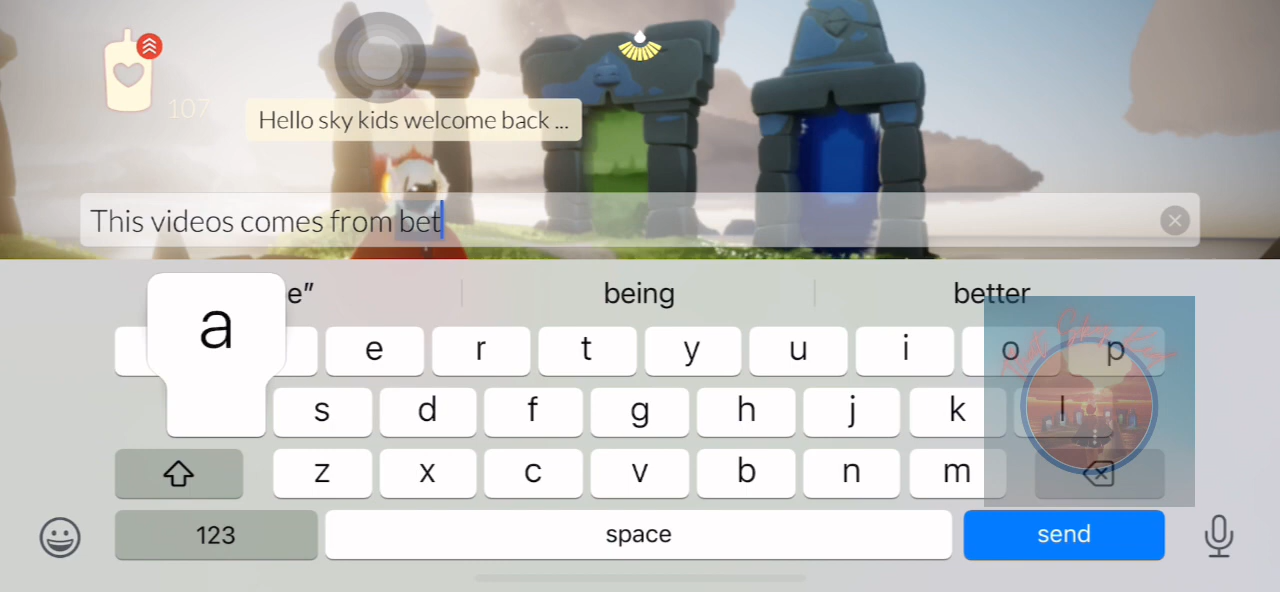 107
Hello sky kids welcome back ...
This videos comes from bet
e” being better
a e r t y u i o p
s d f g h j k l
z x c v b n m
123 space send